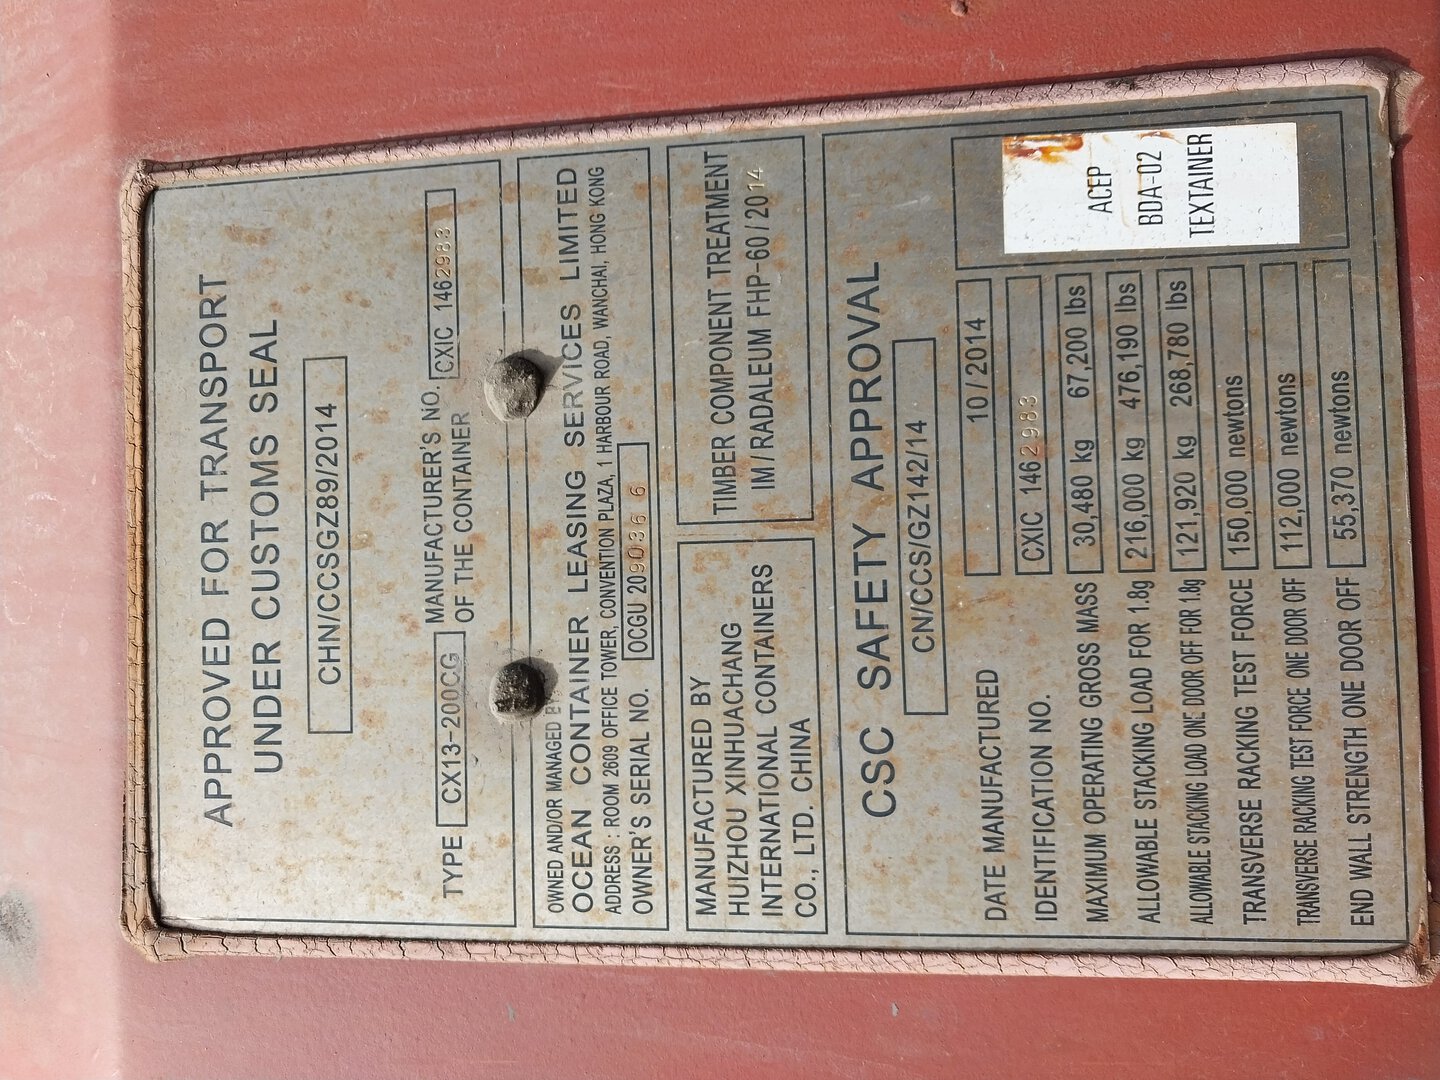 APPROVED FOR TRANSPORT
UNDER CUSTOMS SEAL
CHN/CCSGZ89/2014
TYPE CX13-200CG MANUFACTURER'S NO. OF THE CONTAINER CXIC 1462983
OWNED AND/OR MANAGED BY
OCEAN CONTAINER LEASING SERVICES LIMITED
ADDRESS : ROOM 2609 OFFICE TOWER, CONVENTION PLAZA, 1 HARBOUR ROAD, WANCHAI, HONG KONG
OWNER'S SERIAL NO. OCGU 209036 6
MANUFACTURED BY
HUIZHOU XINHUACHANG
INTERNATIONAL CONTAINERS
CO., LTD. CHINA
TIMBER COMPONENT TREATMENT
IM / RADALEUM FHP-60 / 2014
CSC SAFETY APPROVAL
CN/CCS/GZ142/14
DATE MANUFACTURED 10 / 2014
IDENTIFICATION NO. CXIC 1462983
MAXIMUM OPERATING GROSS MASS 30,480 kg 67,200 lbs
ALLOWABLE STACKING LOAD FOR 1.8g 216,000 kg 476,190 lbs
ALLOWABLE STACKING LOAD ONE DOOR OFF FOR 1.8g 121,920 kg 268,780 lbs
TRANSVERSE RACKING TEST FORCE 150,000 newtons
TRANSVERSE RACKING TEST FORCE ONE DOOR OFF 112,000 newtons
END WALL STRENGTH ONE DOOR OFF 55,370 newtons
ACEP
BDA-02
TEXTAINER